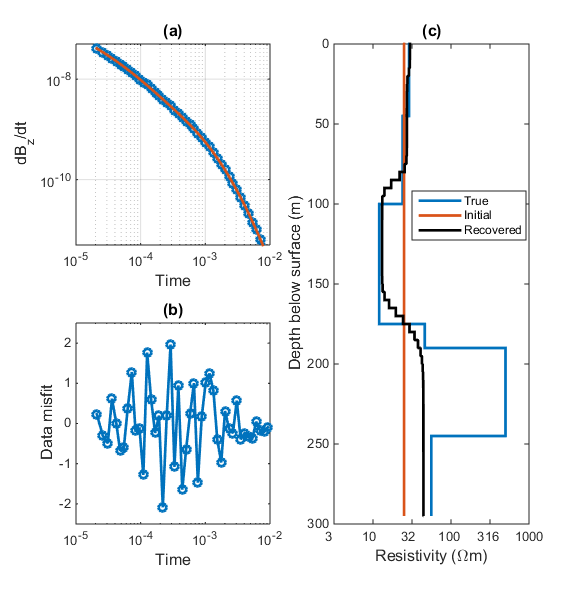 (a)
dB_z/dt
10^-8
10^-10
10^-5
10^-4
10^-3
10^-2
Time
(b)
Data misfit
2
1
0
-1
-2
10^-5
10^-4
10^-3
10^-2
Time
(c)
Depth below surface (m)
0
50
100
150
200
250
300
True
Initial
Recovered
3
10
32
100
316
1000
Resistivity (Ωm)